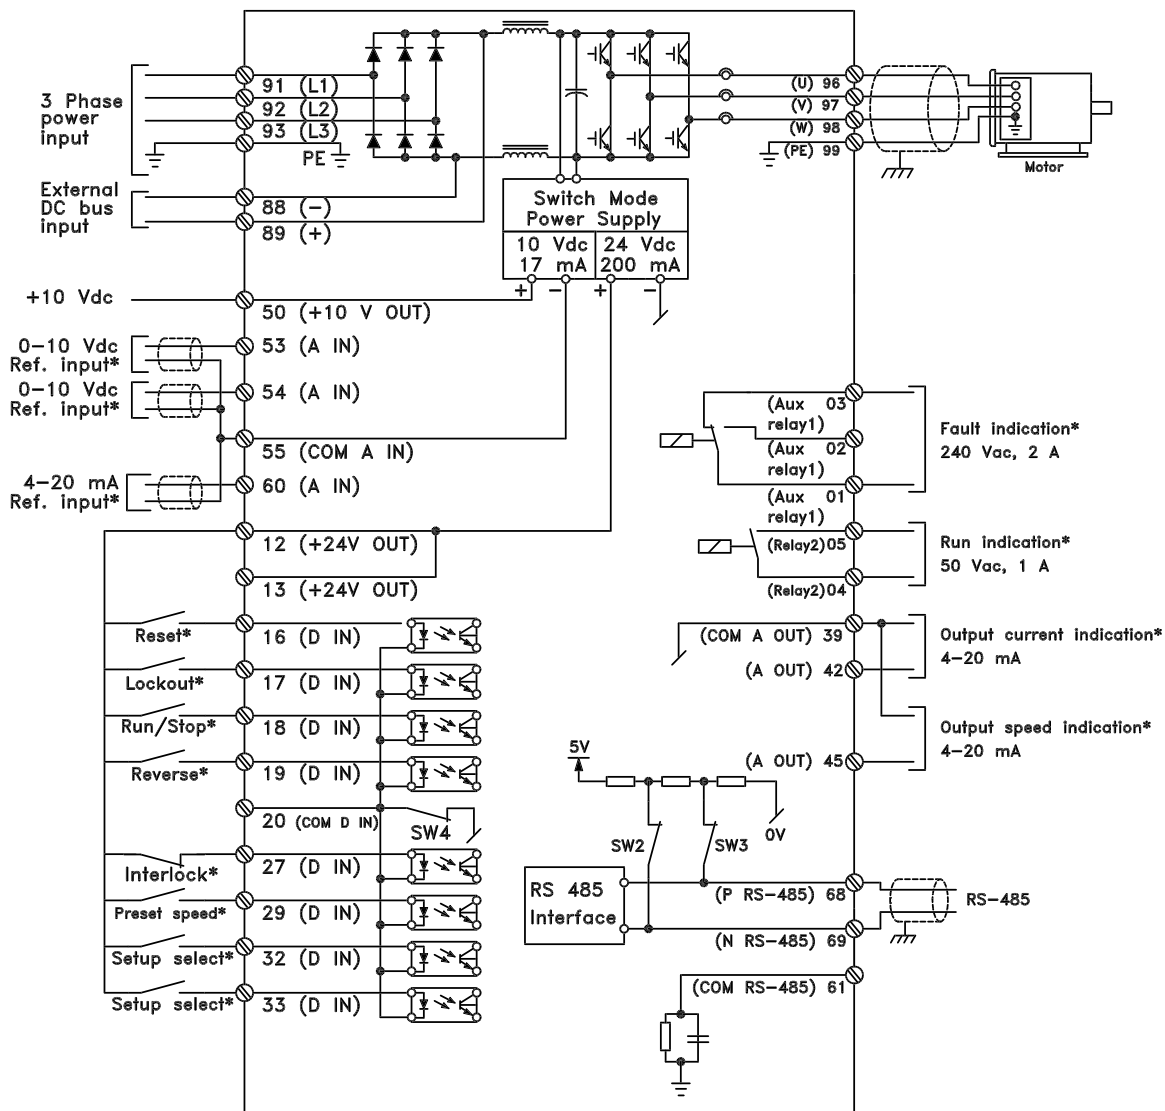 3 Phase
power
input
91 (L1)
92 (L2)
93 (L3)
PE
External
DC bus
input
88 (−)
89 (+)
Switch Mode
Power Supply
10 Vdc
17 mA
24 Vdc
200 mA
+
−
+
−
(U) 96
(V) 97
(W) 98
(PE) 99
Motor
+10 Vdc
50 (+10 V OUT)
0−10 Vdc
Ref. input*
53 (A IN)
0−10 Vdc
Ref. input*
54 (A IN)
55 (COM A IN)
4−20 mA
Ref. input*
60 (A IN)
12 (+24V OUT)
13 (+24V OUT)
Reset*
16 (D IN)
Lockout*
17 (D IN)
Run/Stop*
18 (D IN)
Reverse*
19 (D IN)
20 (COM D IN)
SW4
Interlock*
27 (D IN)
Preset speed*
29 (D IN)
Setup select*
32 (D IN)
Setup select*
33 (D IN)
(Aux 03
relay1)
(Aux 02
relay1)
(Aux 01
relay1)
Fault indication*
240 Vac, 2 A
(Relay2)05
(Relay2)04
Run indication*
50 Vac, 1 A
(COM A OUT) 39
(A OUT) 42
Output current indication*
4−20 mA
(A OUT) 45
Output speed indication*
4−20 mA
5V
0V
SW2
SW3
RS 485
Interface
(P RS−485) 68
(N RS−485) 69
RS−485
(COM RS−485) 61